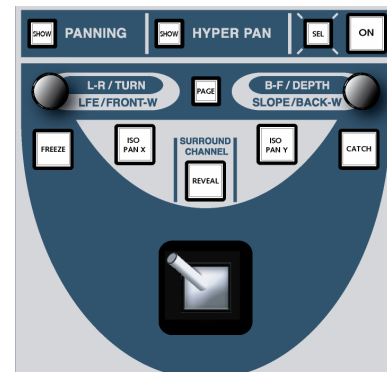 SHOW PANNING SHOW HYPER PAN SEL ON
L-R / TURN PAGE B-F / DEPTH
LFE / FRONT-W SLOPE / BACK-W
FREEZE ISO PAN X SURROUND CHANNEL ISO PAN Y CATCH
REVEAL